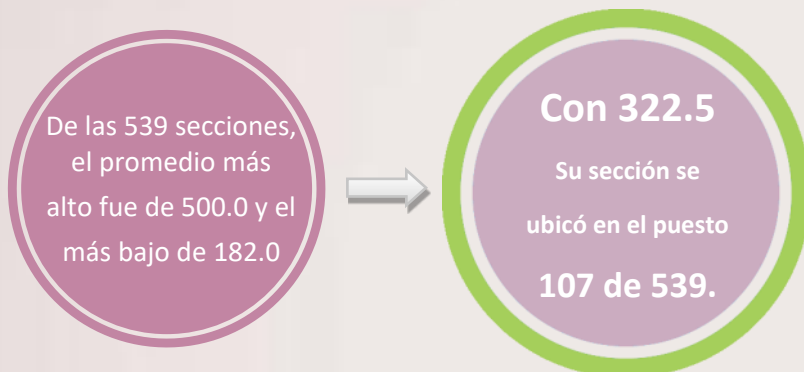 De las 539 secciones,
el promedio más
alto fue de 500.0 y el
más bajo de 182.0
Con 322.5
Su sección se
ubicó en el puesto
107 de 539.